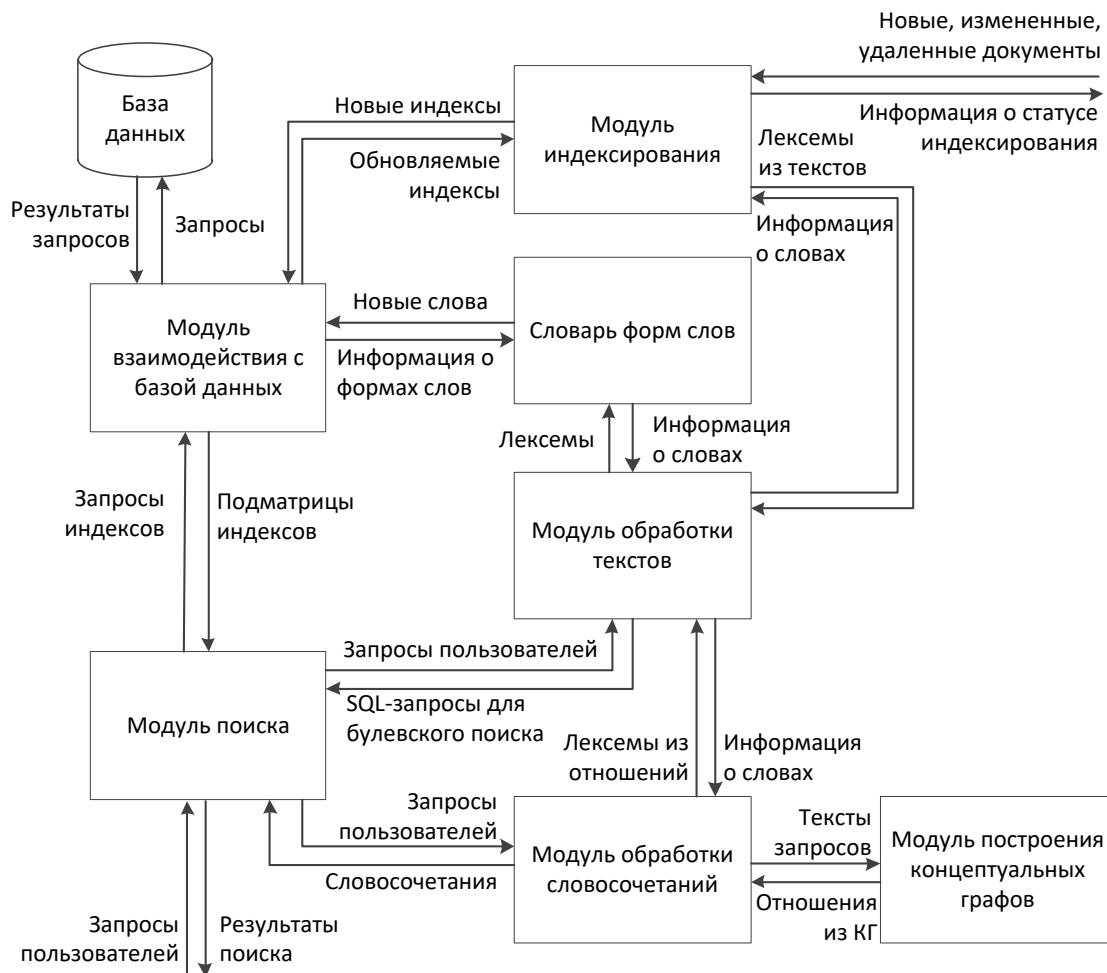 Новые, измененные,
удаленные документы
База
данных
Новые индексы
Модуль
индексирования
Информация о статусе
индексирования
Обновляемые
индексы
Лексемы
из текстов
Результаты
запросов
Запросы
Информация
о словах
Модуль
взаимодействия с
базой данных
Новые слова
Информация о
формах слов
Словарь форм слов
Лексемы
Информация
о словах
Запросы
индексов
Подматрицы
индексов
Модуль обработки
текстов
Запросы пользователей
SQL-запросы для
булевского поиска
Модуль поиска
Лексемы из
отношений
Информация
о словах
Запросы
пользователей
Словосочетания
Модуль обработки
словосочетаний
Тексты
запросов
Отношения
из КГ
Модуль построения
концептуальных
графов
Запросы
пользователей
Результаты
поиска